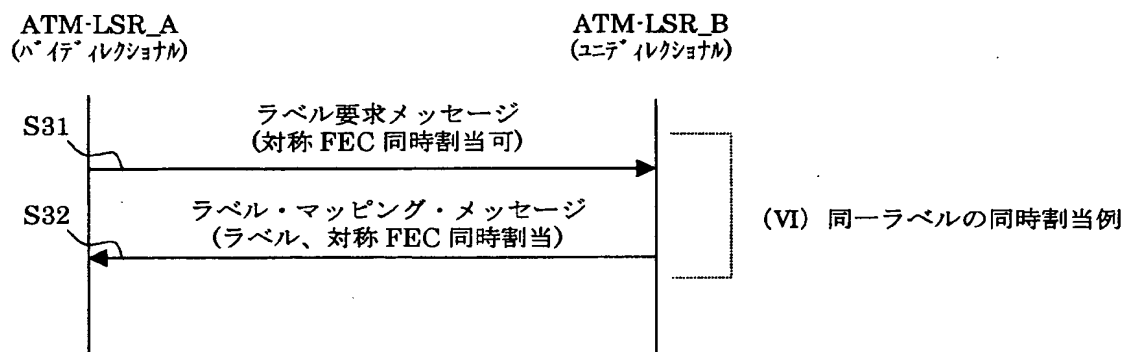 ATM-LSR_A
(バイディレクショナル)
ATM-LSR_B
(ユニディレクショナル)
S31
ラベル要求メッセージ
(対称 FEC 同時割当可)
S32
ラベル・マッピング・メッセージ
(ラベル、対称 FEC 同時割当)
(VI) 同一ラベルの同時割当例